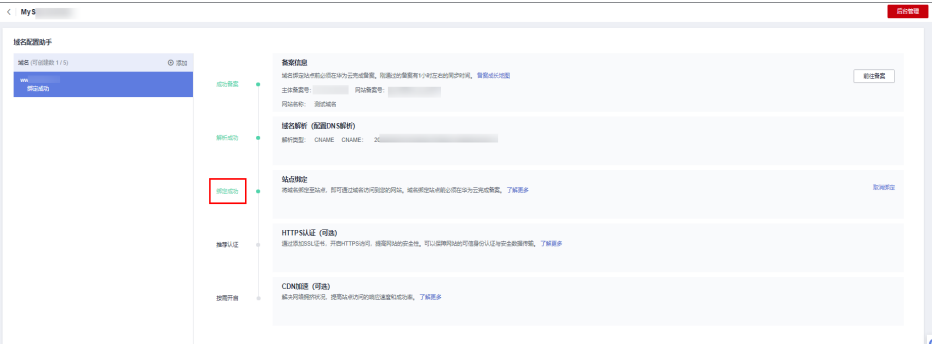 MyS
后台管理
域名配置助手
域名 (可创建数 1 / 5)
添加
ww
绑定成功
成功备案
备案信息
域名绑定站点前必须在华为云完成备案。刚通过的备案有1小时左右的同步时间。 备案成长地图
主体备案号:
网站备案号:
网站名称: 测试域名
前往备案
解析成功
域名解析（配置DNS解析）
解析类型: CNAME CNAME: 20
绑定成功
站点绑定
将域名绑定至站点，即可通过域名访问到您的网站。域名绑定站点前必须在华为云完成备案。 了解更多
取消绑定
推荐认证
HTTPS认证（可选）
通过添加SSL证书，开启HTTPS访问，提高网站的安全性。可以保障网站的可信身份认证与安全数据传输。 了解更多
按需开启
CDN加速（可选）
解决网络拥挤状况，提高站点访问的响应速度和成功率。 了解更多